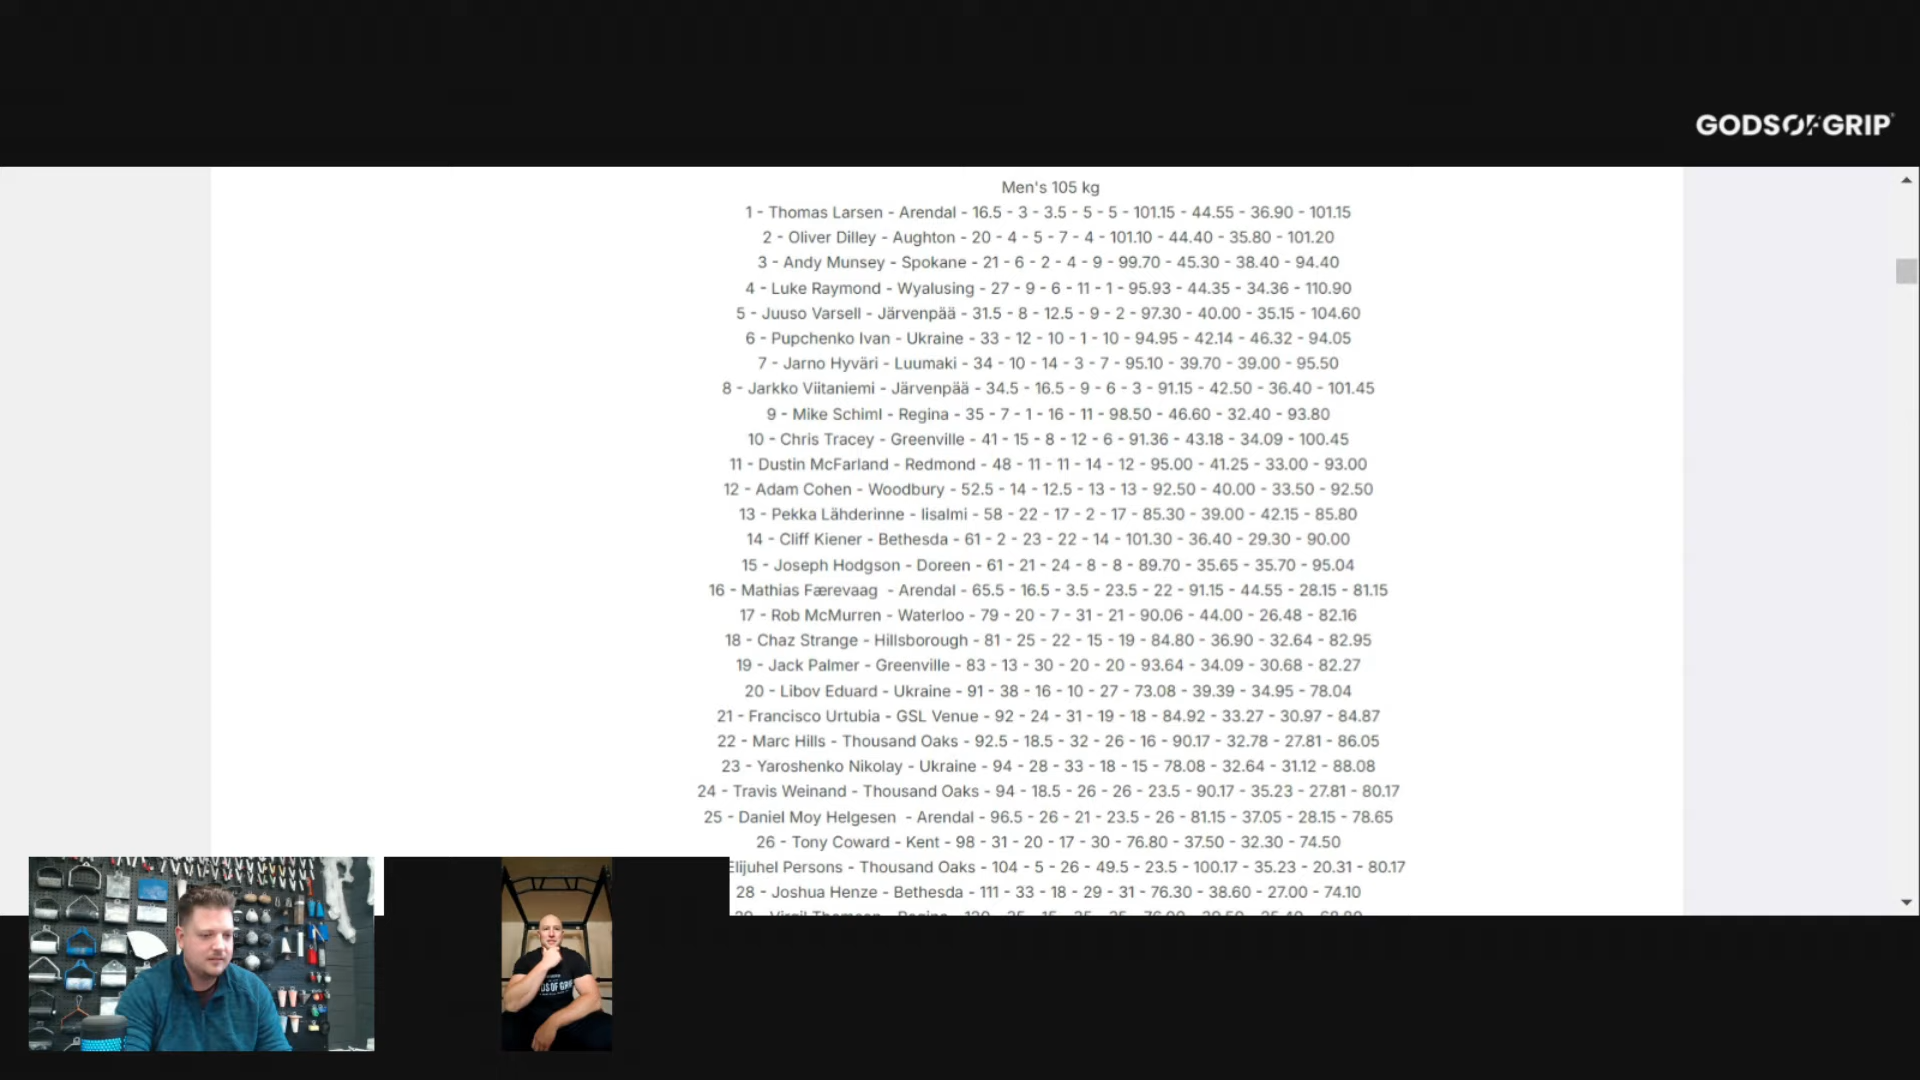 GODSOFGRIP
Men's 105 kg
1 - Thomas Larsen - Arendal - 16.5 - 3 - 3.5 - 5 - 5 - 101.15 - 44.55 - 36.90 - 101.15
2 - Oliver Dilley - Aughton - 20 - 4 - 5 - 7 - 4 - 101.10 - 44.40 - 35.80 - 101.20
3 - Andy Munsey - Spokane - 21 - 6 - 2 - 4 - 9 - 99.70 - 45.30 - 38.40 - 94.40
4 - Luke Raymond - Wyalusing - 27 - 9 - 6 - 11 - 1 - 95.93 - 44.35 - 34.36 - 110.90
5 - Juuso Varsell - Järvenpää - 31.5 - 8 - 12.5 - 9 - 2 - 97.30 - 40.00 - 35.15 - 104.60
6 - Pupchenko Ivan - Ukraine - 33 - 12 - 10 - 1 - 10 - 94.95 - 42.14 - 46.32 - 94.05
7 - Jarno Hyväri - Luumaki - 34 - 10 - 14 - 3 - 7 - 95.10 - 39.70 - 39.00 - 95.50
8 - Jarkko Viitaniemi - Järvenpää - 34.5 - 16.5 - 9 - 6 - 3 - 91.15 - 42.50 - 36.40 - 101.45
9 - Mike Schiml - Regina - 35 - 7 - 1 - 16 - 11 - 98.50 - 46.60 - 32.40 - 93.80
10 - Chris Tracey - Greenville - 41 - 15 - 8 - 12 - 6 - 91.36 - 43.18 - 34.09 - 100.45
11 - Dustin McFarland - Redmond - 48 - 11 - 11 - 14 - 12 - 95.00 - 41.25 - 33.00 - 93.00
12 - Adam Cohen - Woodbury - 52.5 - 14 - 12.5 - 13 - 13 - 92.50 - 40.00 - 33.50 - 92.50
13 - Pekka Lähderinne - Iisalmi - 58 - 22 - 17 - 2 - 17 - 85.30 - 39.00 - 42.15 - 85.80
14 - Cliff Kiener - Bethesda - 61 - 2 - 23 - 22 - 14 - 101.30 - 36.40 - 29.30 - 90.00
15 - Joseph Hodgson - Doreen - 61 - 21 - 24 - 8 - 8 - 89.70 - 35.65 - 35.70 - 95.04
16 - Mathias Færevaag - Arendal - 65.5 - 16.5 - 3.5 - 23.5 - 22 - 91.15 - 44.55 - 28.15 - 81.15
17 - Rob McMurren - Waterloo - 79 - 20 - 7 - 31 - 21 - 90.06 - 44.00 - 26.48 - 82.16
18 - Chaz Strange - Hillsborough - 81 - 25 - 22 - 15 - 19 - 84.80 - 36.90 - 32.64 - 82.95
19 - Jack Palmer - Greenville - 83 - 13 - 30 - 20 - 20 - 93.64 - 34.09 - 30.68 - 82.27
20 - Libov Eduard - Ukraine - 91 - 38 - 16 - 10 - 27 - 73.08 - 39.39 - 34.95 - 78.04
21 - Francisco Urtubia - GSL Venue - 92 - 24 - 31 - 19 - 18 - 84.92 - 33.27 - 30.97 - 84.87
22 - Marc Hills - Thousand Oaks - 92.5 - 18.5 - 32 - 26 - 16 - 90.17 - 32.78 - 27.81 - 86.05
23 - Yaroshenko Nikolay - Ukraine - 94 - 28 - 33 - 18 - 15 - 78.08 - 32.64 - 31.12 - 88.08
24 - Travis Weinand - Thousand Oaks - 94 - 18.5 - 26 - 26 - 23.5 - 90.17 - 35.23 - 27.81 - 80.17
25 - Daniel Moy Helgesen - Arendal - 96.5 - 26 - 21 - 23.5 - 26 - 81.15 - 37.05 - 28.15 - 78.65
26 - Tony Coward - Kent - 98 - 31 - 20 - 17 - 30 - 76.80 - 37.50 - 32.30 - 74.50
Elijuhel Persons - Thousand Oaks - 104 - 5 - 26 - 49.5 - 23.5 - 100.17 - 35.23 - 20.31 - 80.17
28 - Joshua Henze - Bethesda - 111 - 33 - 18 - 29 - 31 - 76.30 - 38.60 - 27.00 - 74.10